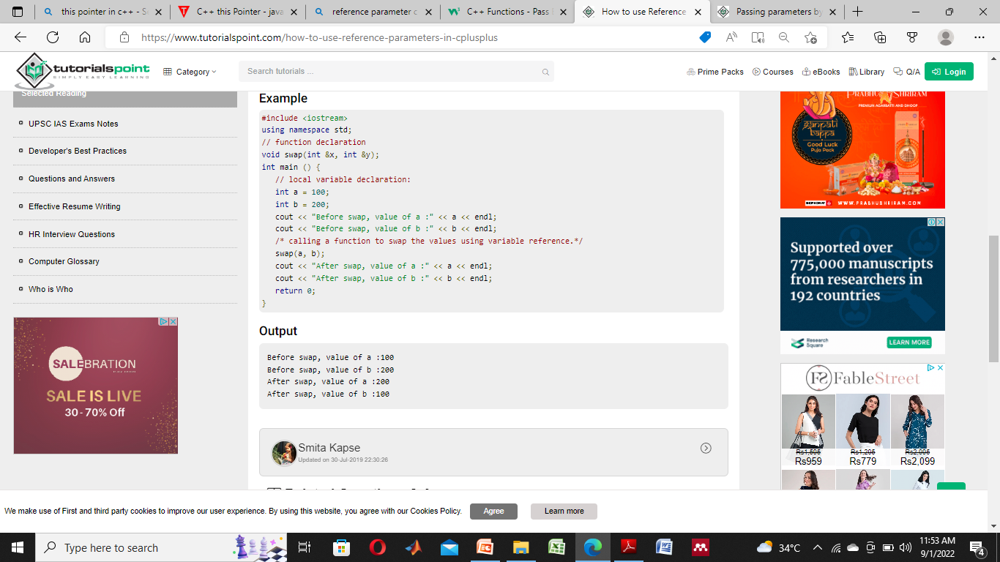 this pointer in c++ - S
C++ this Pointer - java
reference parameter c
C++ Functions - Pass
How to use Reference
Passing parameters by
https://www.tutorialspoint.com/how-to-use-reference-parameters-in-cplusplus
tutorialspoint
SIMPLY EASY LEARNING
Category
Search tutorials ...
Prime Packs
Courses
eBooks
Library
Q/A
Login
Selected Reading
UPSC IAS Exams Notes
Developer's Best Practices
Questions and Answers
Effective Resume Writing
HR Interview Questions
Computer Glossary
Who is Who
SALEBRATION
SALE IS LIVE
30 - 70% Off
Example
#include <iostream>
using namespace std;
// function declaration
void swap(int &x, int &y);
int main () {
// local variable declaration:
int a = 100;
int b = 200;
cout << "Before swap, value of a :" << a << endl;
cout << "Before swap, value of b :" << b << endl;
/* calling a function to swap the values using variable reference.*/
swap(a, b);
cout << "After swap, value of a :" << a << endl;
cout << "After swap, value of b :" << b << endl;
return 0;
}
Output
Before swap, value of a :100
Before swap, value of b :200
After swap, value of a :200
After swap, value of b :100
Smita Kapse
Updated on 30-Jul-2019 22:30:26
PRABHU SHRIRAM
PREMIUM AGARBATTI AND DHOOP
ganpati
bappa
Good Luck
Puja Pack
SHOP NOW AT
WWW.PRABHUSHRIRAM.COM
Supported over
775,000 manuscripts
from researchers in
192 countries
Research
Square
LEARN MORE
FS FableStreet
Rs1,295
Rs959
Rs779
Rs2,099
We make use of First and third party cookies to improve our user experience. By using this website, you agree with our Cookies Policy.
Agree
Learn more
Type here to search
34°C
11:53 AM
9/1/2022
4